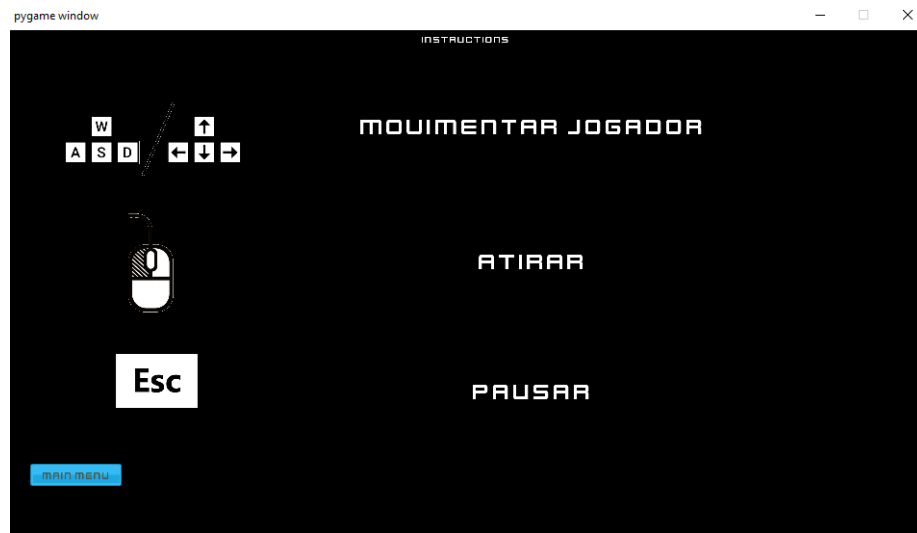 pygame window
INSTRUCTIONS
W
A S D
↑
← ↓ →
MOVIMENTAR JOGADOR
ATIRAR
Esc
PAUSAR
MAIN MENU